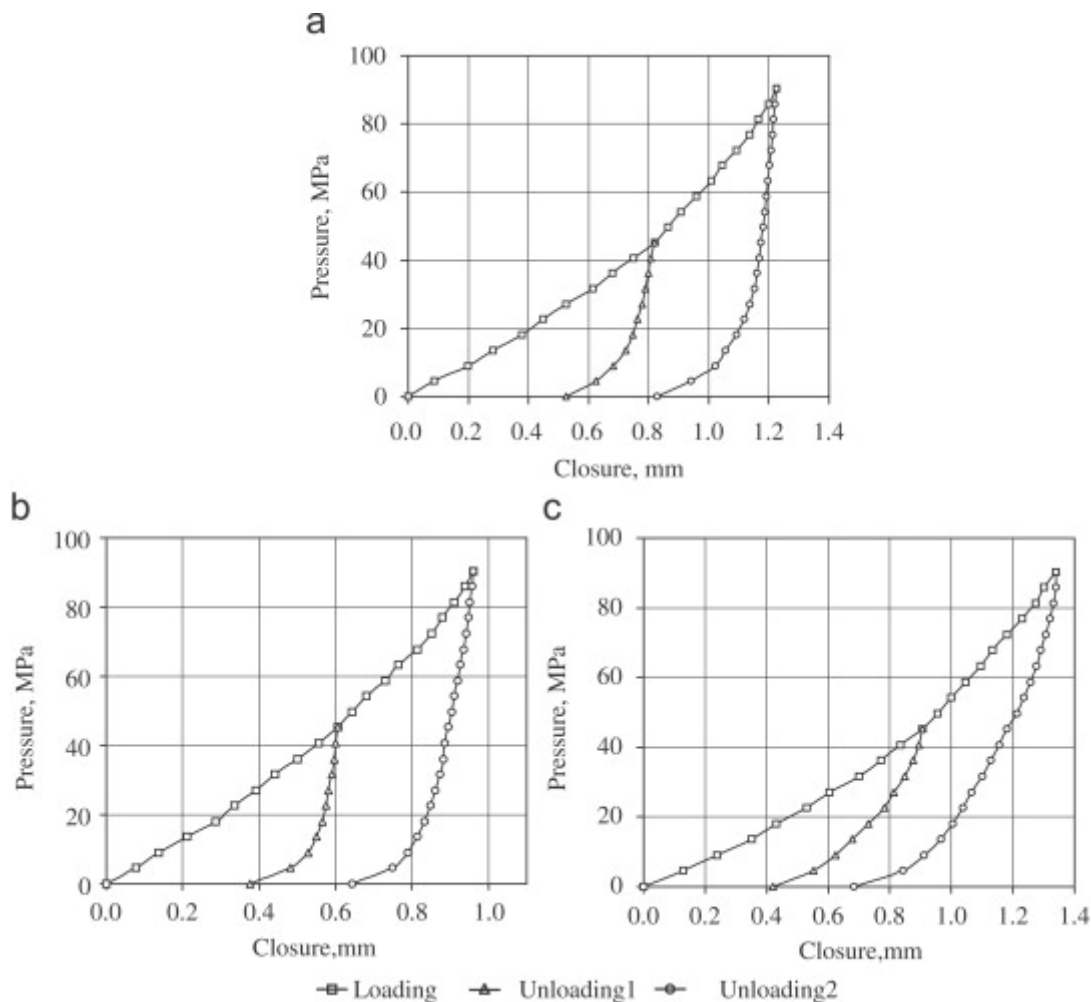 a
100
80
60
40
20
0
Pressure, MPa
0.0 0.2 0.4 0.6 0.8 1.0 1.2 1.4
Closure, mm
b
100
80
60
40
20
0
Pressure, MPa
0.0 0.2 0.4 0.6 0.8 1.0
Closure,mm
c
100
80
60
40
20
0
Pressure, MPa
0.0 0.2 0.4 0.6 0.8 1.0 1.2 1.4
Closure,mm
Loading Unloading1 Unloading2